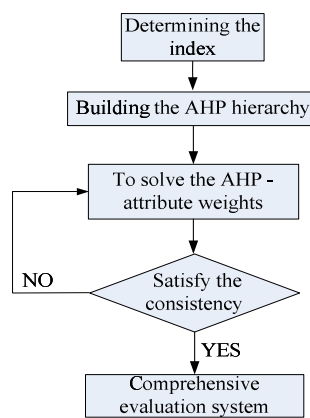 Determining the
index
Building the AHP hierarchy
To solve the AHP -
attribute weights
Satisfy the
consistency
NO
YES
Comprehensive
evaluation system